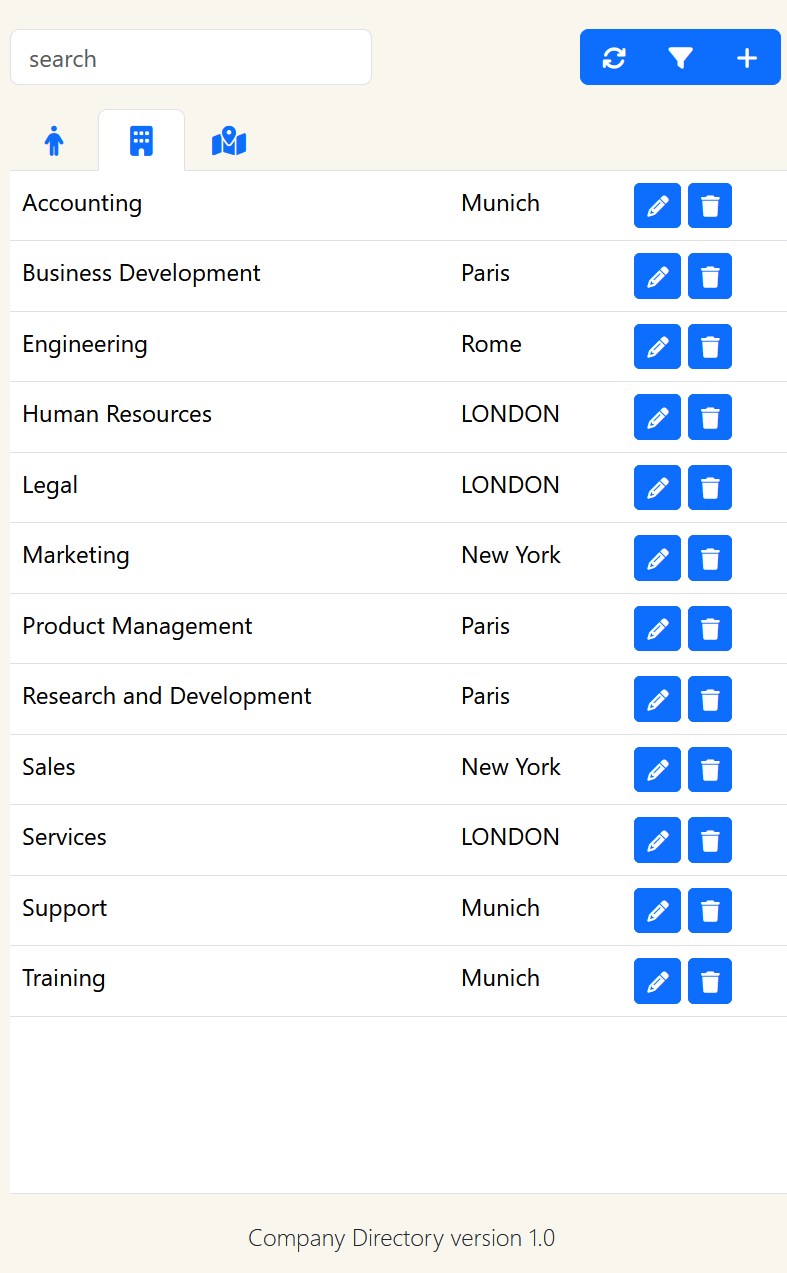 search
Accounting Munich
Business Development Paris
Engineering Rome
Human Resources LONDON
Legal LONDON
Marketing New York
Product Management Paris
Research and Development Paris
Sales New York
Services LONDON
Support Munich
Training Munich
Company Directory version 1.0